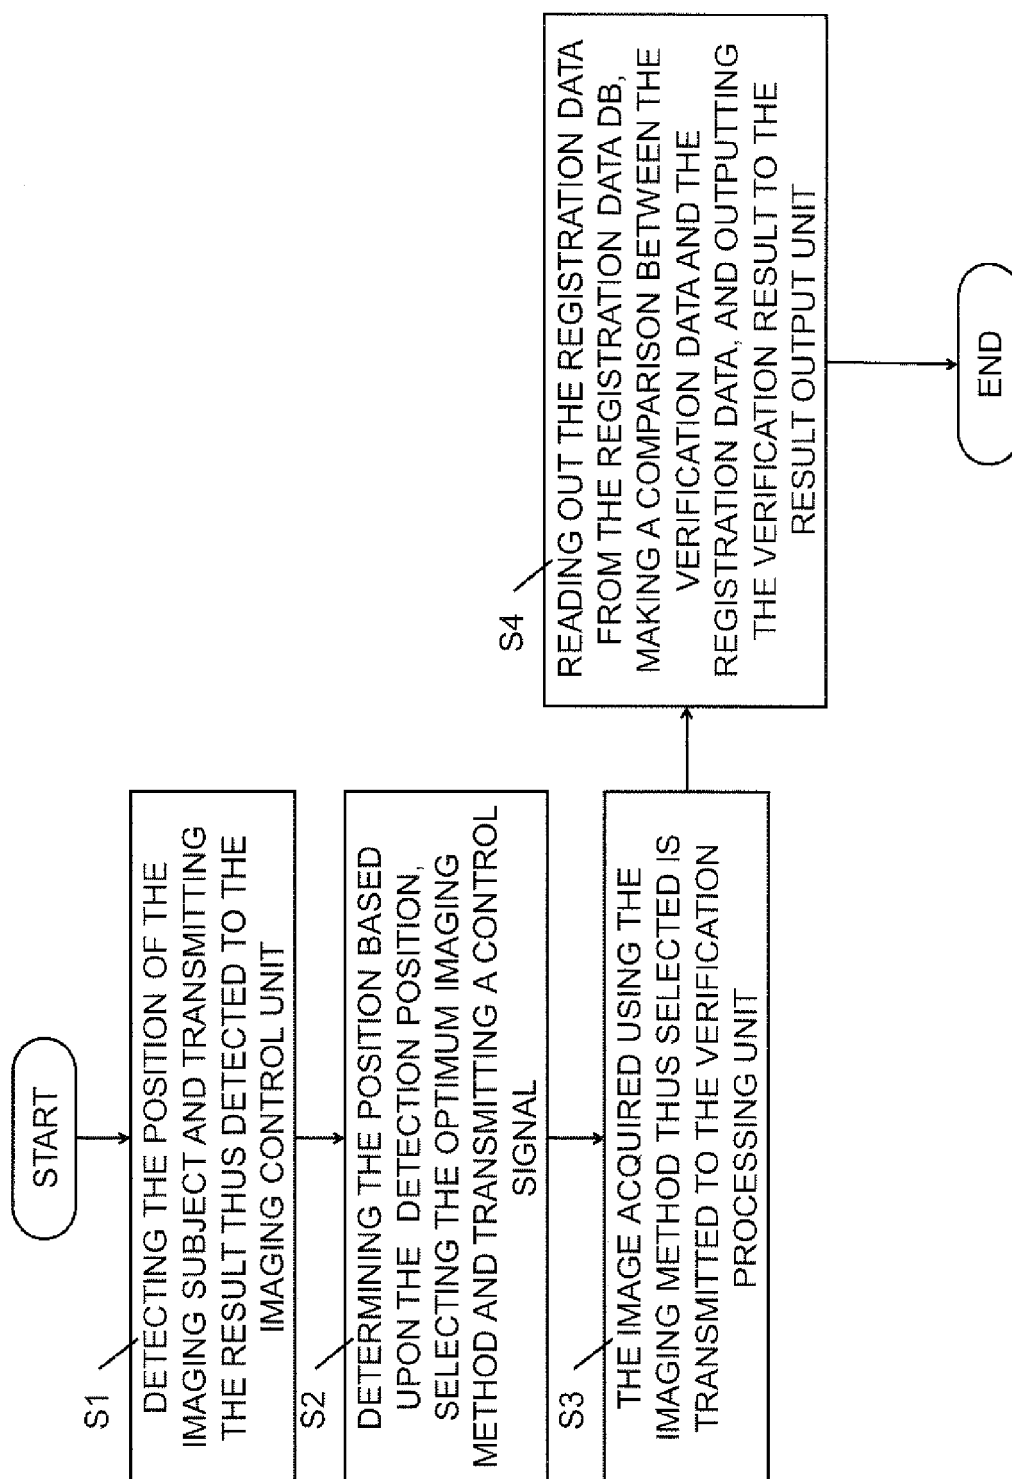 START
S1
DETECTING THE POSITION OF THE
IMAGING SUBJECT AND TRANSMITTING
THE RESULT THUS DETECTED TO THE
IMAGING CONTROL UNIT
S2
DETERMINING THE POSITION BASED
UPON THE DETECTION POSITION,
SELECTING THE OPTIMUM IMAGING
METHOD AND TRANSMITTING A CONTROL
SIGNAL
S3
THE IMAGE ACQUIRED USING THE
IMAGING METHOD THUS SELECTED IS
TRANSMITTED TO THE VERIFICATION
PROCESSING UNIT
S4
READING OUT THE REGISTRATION DATA
FROM THE REGISTRATION DATA DB,
MAKING A COMPARISON BETWEEN THE
VERIFICATION DATA AND THE
REGISTRATION DATA, AND OUTPUTTING
THE VERIFICATION RESULT TO THE
RESULT OUTPUT UNIT
END